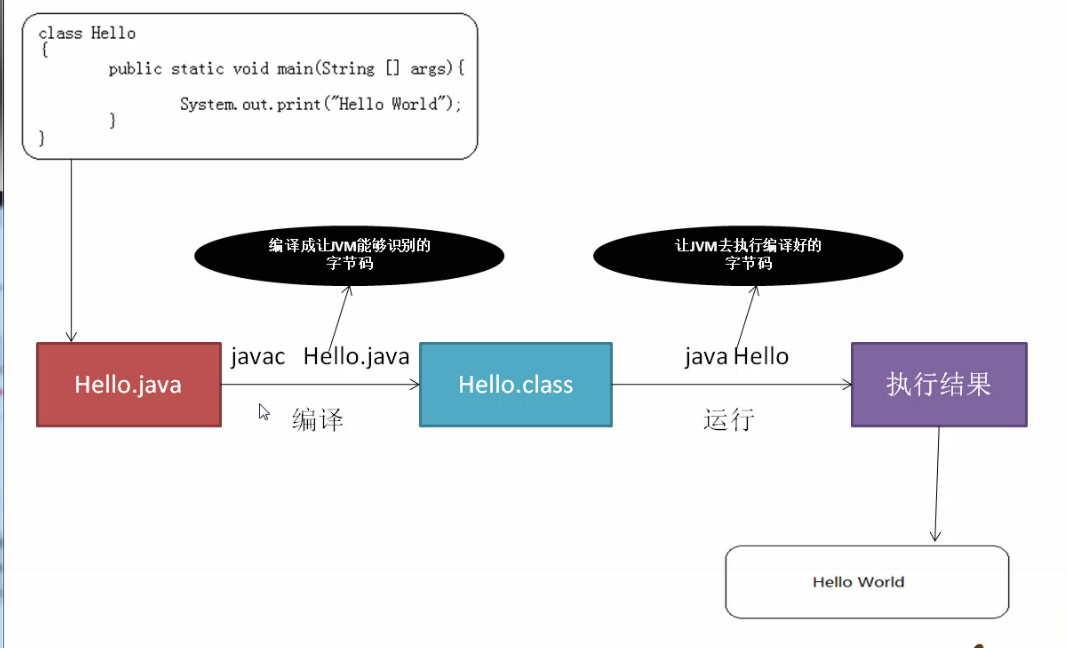 class Hello
{
public static void main(String [] args){
System.out.print("Hello World");
}
}
编译成让JVM能够识别的
字节码
让JVM去执行编译好的
字节码
javac Hello.java
java Hello
Hello.java
Hello.class
执行结果
编译
运行
Hello World